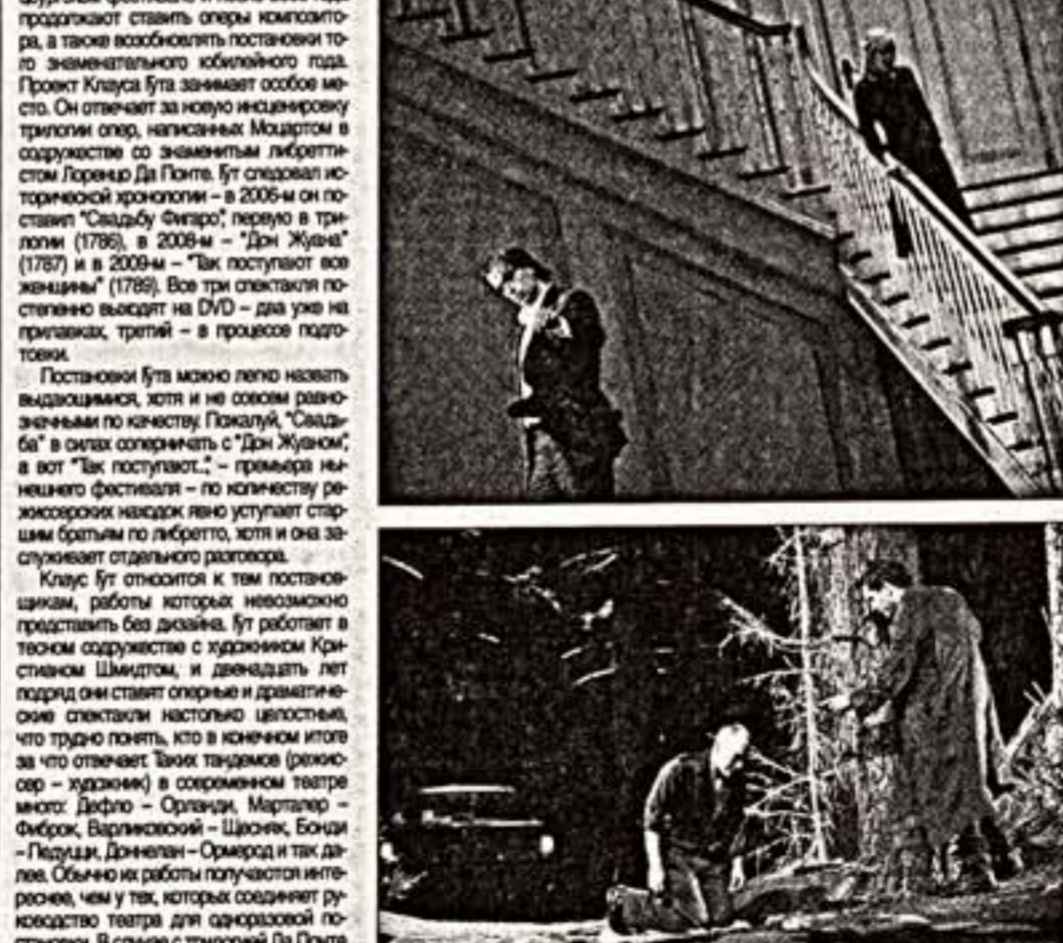 продолжают ставить оперы композито-
ра, а также возобновлять постановки то-
го знаменательного юбилейного года.
Проект Клауса Гута занимает особое ме-
сто. Он отвечает за новую инсценировку
трилогии опер, написанных Моцартом в
содружестве со знаменитым либретти-
стом Лоренцо Да Понте. Гут следовал ис-
торической хронологии – в 2006-м он по-
ставил "Свадьбу Фигаро", первую в три-
логии (1786), в 2008-м – "Дон Жуана"
(1787) и в 2009-м – "Так поступают все
женщины" (1789). Все три спектакля по-
степенно выходят на DVD – два уже на
прилавках, третий – в процессе подго-
товки.
Постановки Гута можно легко назвать
выдающимися, хотя и не совсем равно-
значными по качеству. Пожалуй, "Свадь-
ба" в силах соперничать с "Дон Жуаном",
а вот "Так поступают..." – премьера ны-
нешнего фестиваля – по количеству ре-
жиссерских находок явно уступает стар-
шим братьям по либретто, хотя и она за-
служивает отдельного разговора.
Клаус Гут относится к тем постанов-
щикам, работы которых невозможно
представить без дизайна. Гут работает в
тесном содружестве с художником Кри-
стианом Шмидтом, и двенадцать лет
подряд они ставят оперные и драматиче-
ские спектакли настолько целостные,
что трудно понять, кто в конечном итоге
за что отвечает. Таких тандемов (режис-
сер – художник) в современном театре
много: Дефло – Орланди, Марталер –
Фиброк, Варликовский – Щесняк, Бонди
– Педуцци, Доннелан – Ормерод и так да-
лее. Обычно их работы получаются инте-
реснее, чем у тех, которых соединяет ру-
ководство театра для одноразовой по-
становки. В случае с трилогией Да Понте